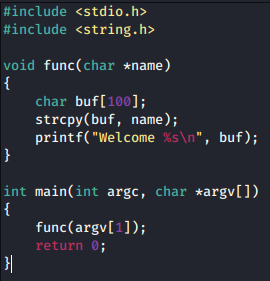 #include <stdio.h>
#include <string.h>

void func(char *name)
{
    char buf[100];
    strcpy(buf, name);
    printf("Welcome %s\n", buf);
}

int main(int argc, char *argv[])
{
    func(argv[1]);
    return 0;
}